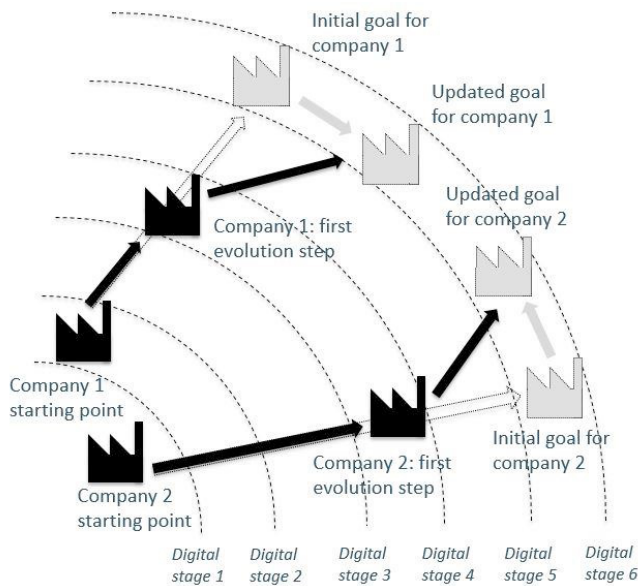 Initial goal for
company 1
Updated goal
for company 1
Updated goal
for company 2
Company 1: first
evolution step
Company 1
starting point
Company 2
starting point
Company 2: first
evolution step
Initial goal for
company 2
Digital
stage 1
Digital
stage 2
Digital
stage 3
Digital
stage 4
Digital
stage 5
Digital
stage 6